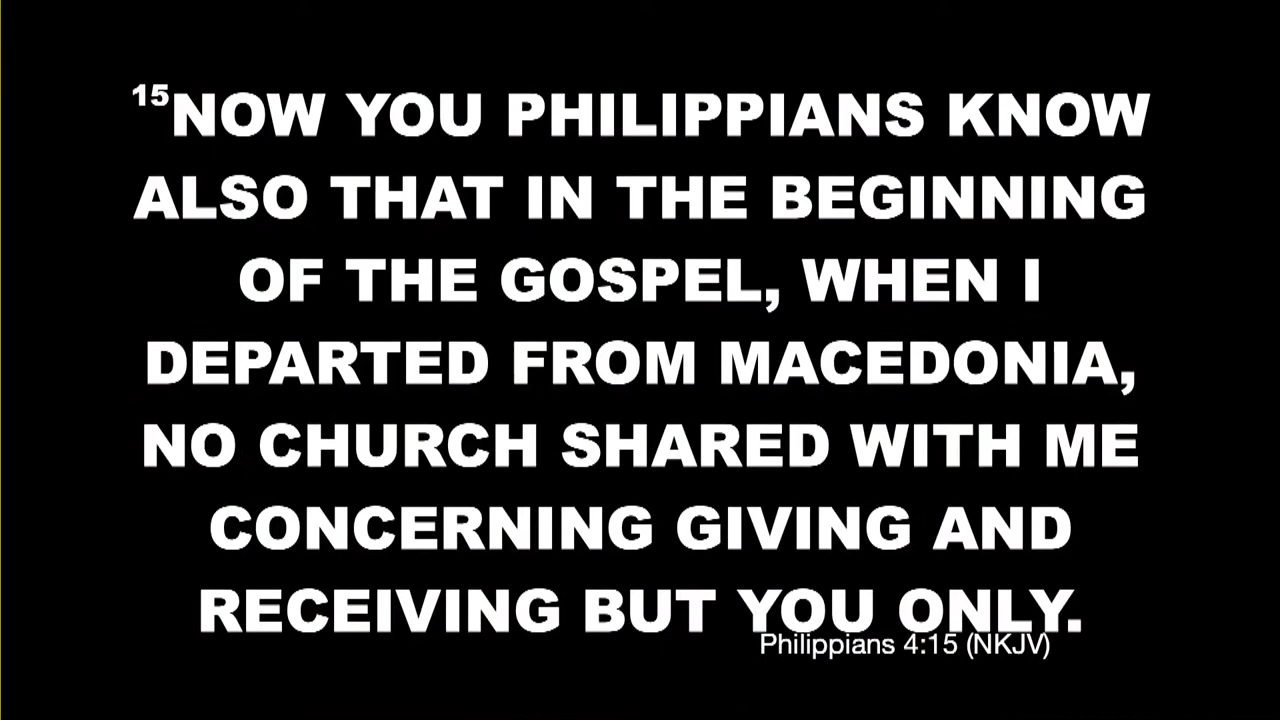 15NOW YOU PHILIPPIANS KNOW
ALSO THAT IN THE BEGINNING
OF THE GOSPEL, WHEN I
DEPARTED FROM MACEDONIA,
NO CHURCH SHARED WITH ME
CONCERNING GIVING AND
RECEIVING BUT YOU ONLY.
Philippians 4:15 (NKJV)